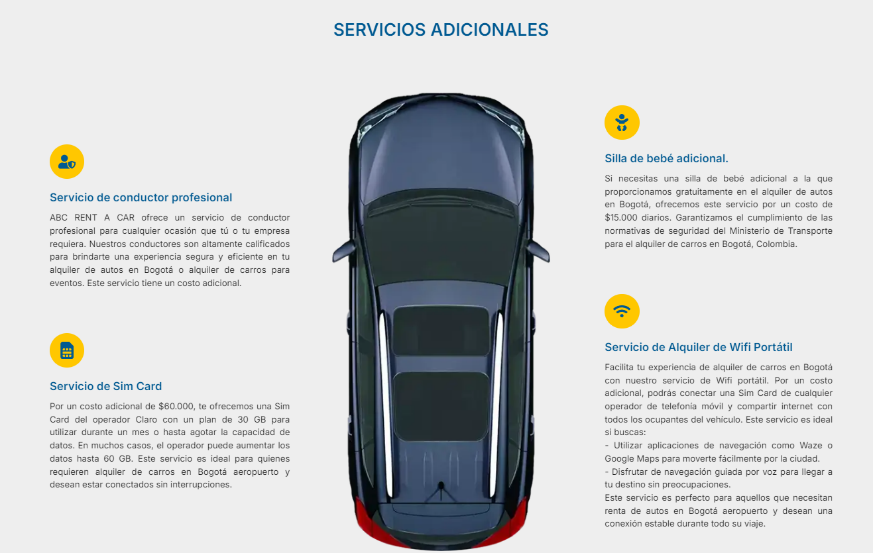 SERVICIOS ADICIONALES
Servicio de conductor profesional
ABC RENT A CAR ofrece un servicio de conductor
profesional para cualquier ocasión que tú o tu empresa
requiera. Nuestros conductores son altamente calificados
para brindarte una experiencia segura y eficiente en tu
alquiler de autos en Bogotá o alquiler de carros para
eventos. Este servicio tiene un costo adicional.
Servicio de Sim Card
Por un costo adicional de $60.000, te ofrecemos una Sim
Card del operador Claro con un plan de 30 GB para
utilizar durante un mes o hasta agotar la capacidad de
datos. En muchos casos, el operador puede aumentar los
datos hasta 60 GB. Este servicio es ideal para quienes
requieren alquiler de carros en Bogotá aeropuerto y
desean estar conectados sin interrupciones.
Silla de bebé adicional.
Si necesitas una silla de bebé adicional a la que
proporcionamos gratuitamente en el alquiler de autos
en Bogotá, ofrecemos este servicio por un costo de
$15.000 diarios. Garantizamos el cumplimiento de las
normativas de seguridad del Ministerio de Transporte
para el alquiler de carros en Bogotá, Colombia.
Servicio de Alquiler de Wifi Portátil
Facilita tu experiencia de alquiler de carros en Bogotá
con nuestro servicio de Wifi portátil. Por un costo
adicional, podrás conectar una Sim Card de cualquier
operador de telefonía móvil y compartir internet con
todos los ocupantes del vehículo. Este servicio es ideal
si buscas:
- Utilizar aplicaciones de navegación como Waze o
Google Maps para moverte fácilmente por la ciudad.
- Disfrutar de navegación guiada por voz para llegar a
tu destino sin preocupaciones.
Este servicio es perfecto para aquellos que necesitan
renta de autos en Bogotá aeropuerto y desean una
conexión estable durante todo su viaje.